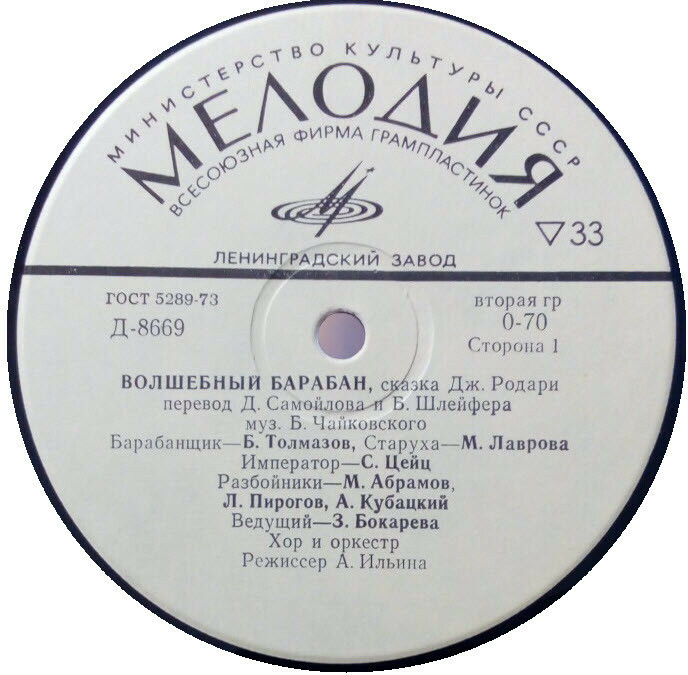 МИНИСТЕРСТВО КУЛЬТУРЫ СССР
МЕЛОДИЯ
ВСЕСОЮЗНАЯ ФИРМА ГРАМПЛАСТИНОК
33
ЛЕНИНГРАДСКИЙ ЗАВОД
ГОСТ 5289-73
Д-8669
вторая гр
0-70
Сторона 1
ВОЛШЕБНЫЙ БАРАБАН, сказка Дж. Родари
перевод Д. Самойлова и Б. Шлейфера
муз. Б. Чайковского
Барабанщик—Б. Толмазов, Старуха—М. Лаврова
Император—С. Цейц
Разбойники—М. Абрамов,
Л. Пирогов, А. Кубацкий
Ведущий—З. Бокарева
Хор и оркестр
Режиссер А. Ильина